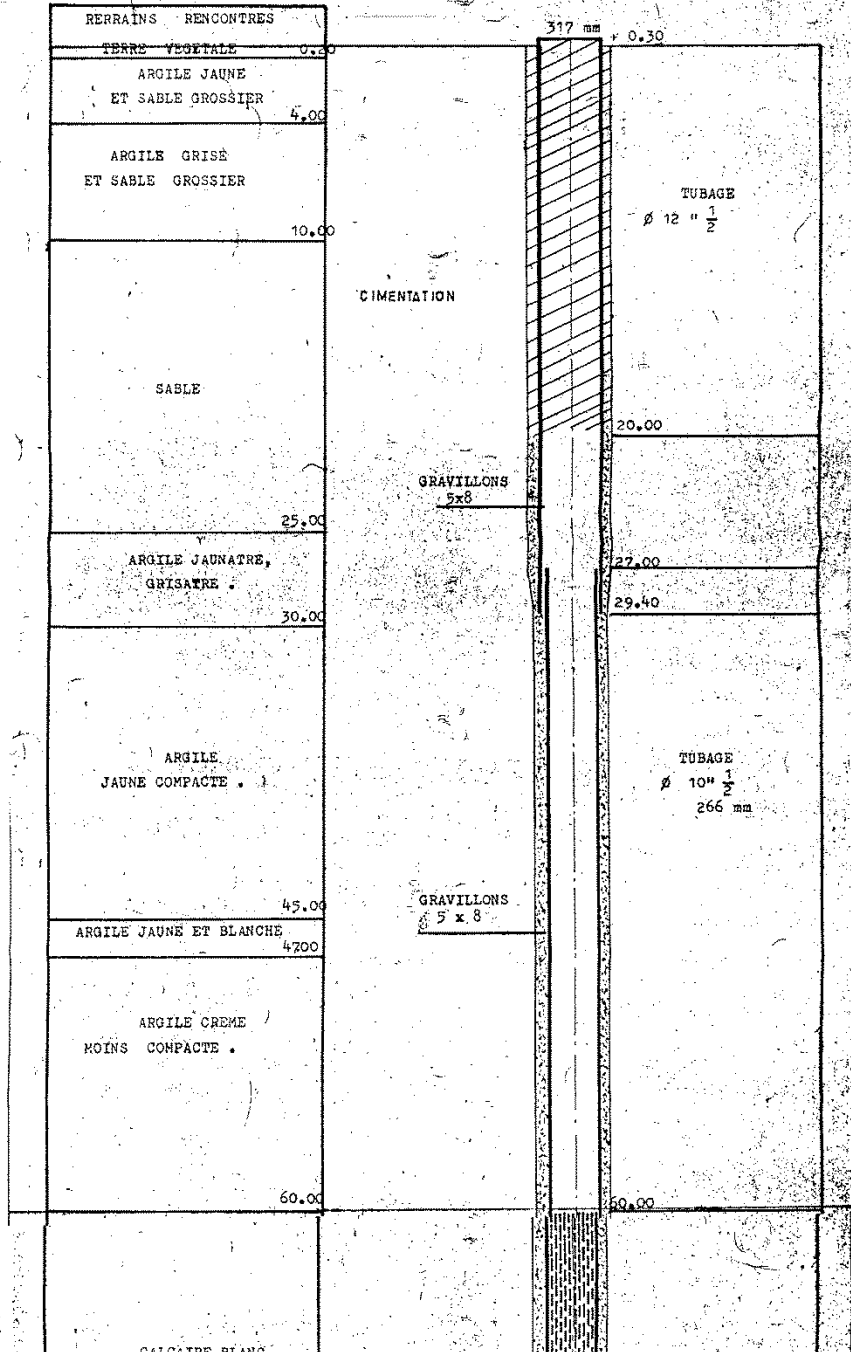 RERRAINS RENCONTRES
TERRE VEGETALE 0.20
ARGILE JAUNE
ET SABLE GROSSIER
4.00
ARGILE GRISE
ET SABLE GROSSIER
10.00
SABLE
25.00
ARGILE JAUNATRE,
GRISATRE .
30.00
ARGILE
JAUNE COMPACTE .
45.00
ARGILE JAUNE ET BLANCHE
4700
ARGILE CREME
MOINS COMPACTE .
60.00
CALCAIRE BLANC
CIMENTATION
GRAVILLONS
5x8
GRAVILLONS
5 x 8
317 mm
+ 0.30
TUBAGE
Ø 12 " 1/2
20.00
27.00
29.40
TUBAGE
Ø 10" 1/2
266 mm
60.00